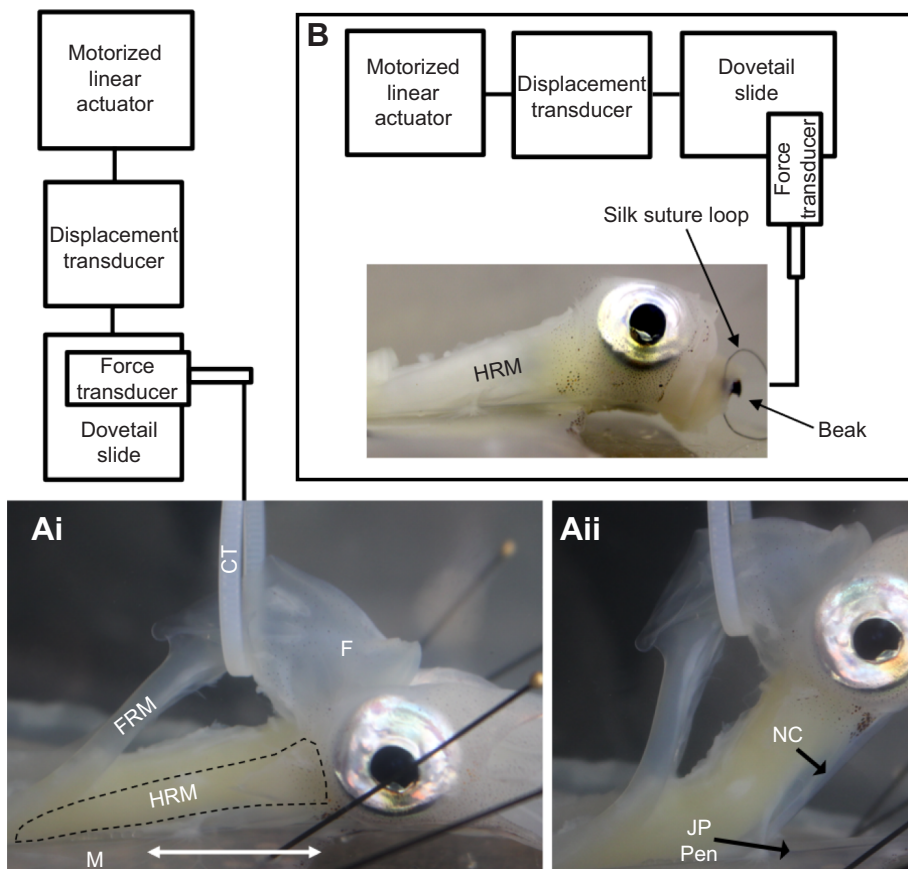 Motorized
linear
actuator
Displacement
transducer
Force
transducer
Dovetail
slide
B
Motorized
linear
actuator
Displacement
transducer
Dovetail
slide
Force
transducer
Silk suture loop
HRM
Beak
Ai
CT
F
FRM
HRM
M
Aii
NC
JP
Pen